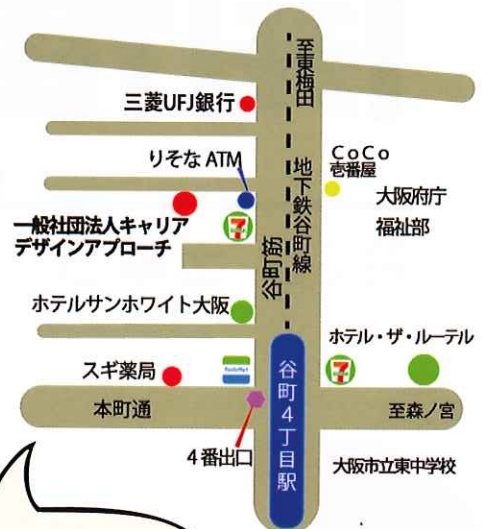 至東梅田
三菱UFJ銀行
りそな ATM
地下鉄谷町線
CoCo
壱番屋
大阪府庁
福祉部
一般社団法人キャリア
デザインアプローチ
谷町筋
ホテルサンホワイト大阪
ホテル・ザ・ルーテル
スギ薬局
FamilyMart
谷町4丁目駅
本町通
至森ノ宮
4番出口
大阪市立東中学校